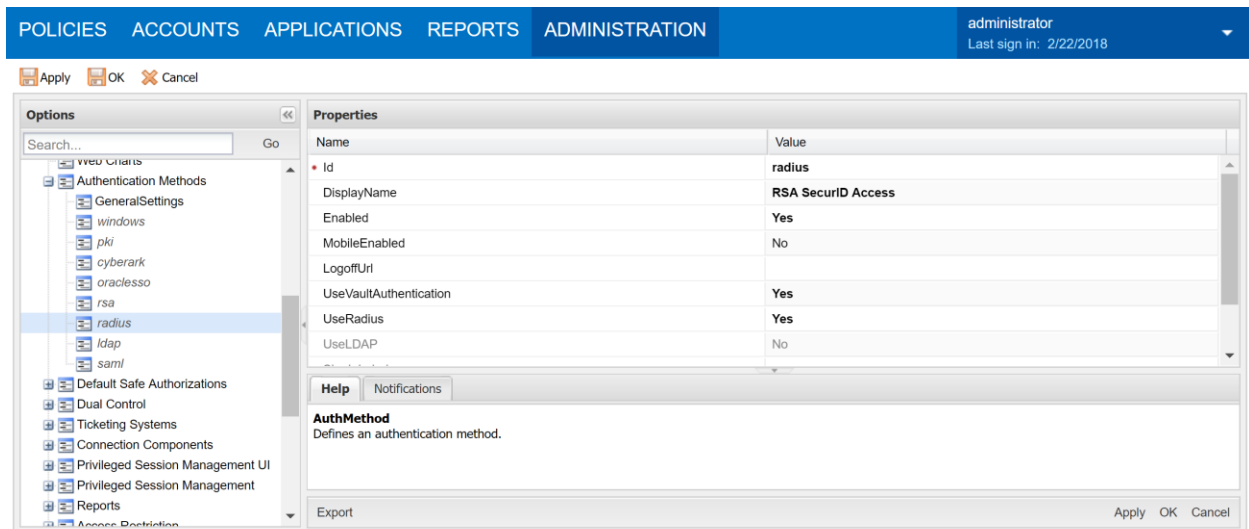 POLICIES ACCOUNTS APPLICATIONS REPORTS ADMINISTRATION administrator
Last sign in: 2/22/2018
Apply OK Cancel
Options
Search... Go
Web Charts
Authentication Methods
GeneralSettings
windows
pki
cyberark
oraclesso
rsa
radius
ldap
saml
Default Safe Authorizations
Dual Control
Ticketing Systems
Connection Components
Privileged Session Management UI
Privileged Session Management
Reports
Access Restriction
Properties
Name Value
Id radius
DisplayName RSA SecurID Access
Enabled Yes
MobileEnabled No
LogoffUrl
UseVaultAuthentication Yes
UseRadius Yes
UseLDAP No
Help Notifications
AuthMethod
Defines an authentication method.
Export Apply OK Cancel